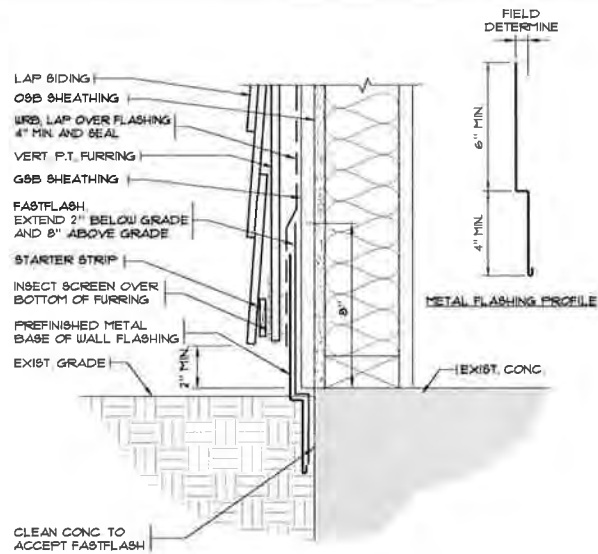 FIELD
DETERMINE
LAP SIDING
OSB SHEATHING
WRB, LAP OVER FLASHING
4" MIN. AND SEAL
VERT. P.T. FURRING
GSB SHEATHING
FASTFLASH,
EXTEND 2" BELOW GRADE
AND 8" ABOVE GRADE
STARTER STRIP
INSECT SCREEN OVER
BOTTOM OF FURRING
PREFINISHED METAL
BASE OF WALL FLASHING
EXIST. GRADE
2" MIN.
8"
6" MIN.
4" MIN.
METAL FLASHING PROFILE
EXIST. CONC.
CLEAN CONC TO
ACCEPT FASTFLASH